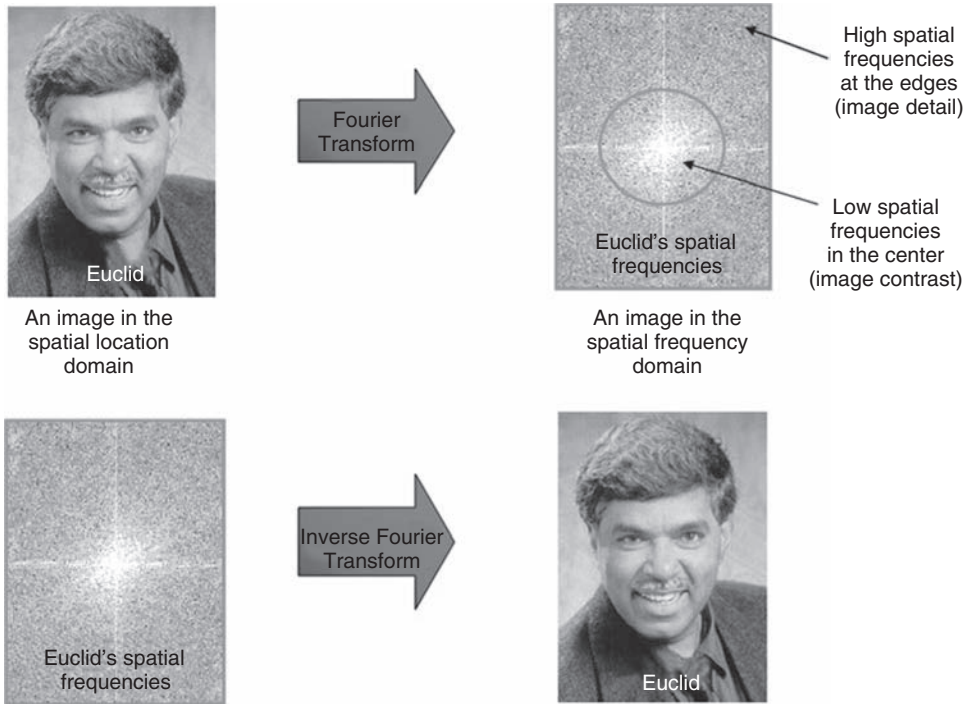 Euclid
An image in the
spatial location
domain
Fourier
Transform
Euclid's spatial
frequencies
An image in the
spatial frequency
domain
High spatial
frequencies
at the edges
(image detail)
Low spatial
frequencies
in the center
(image contrast)
Euclid's spatial
frequencies
Inverse Fourier
Transform
Euclid